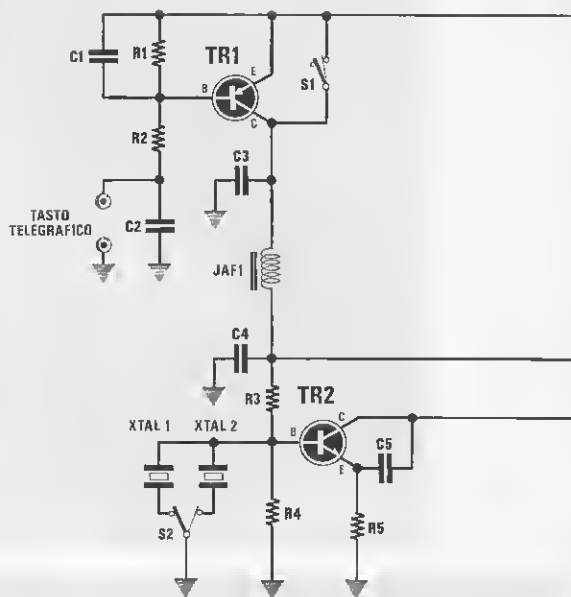 C1
R1
TR1
E
B
C
S1
R2
C3
TASTO
TELEGRAFICO
C2
JAF1
C4
R3
TR2
XTAL 1
XTAL 2
C
B
E
C5
S2
R4
R5